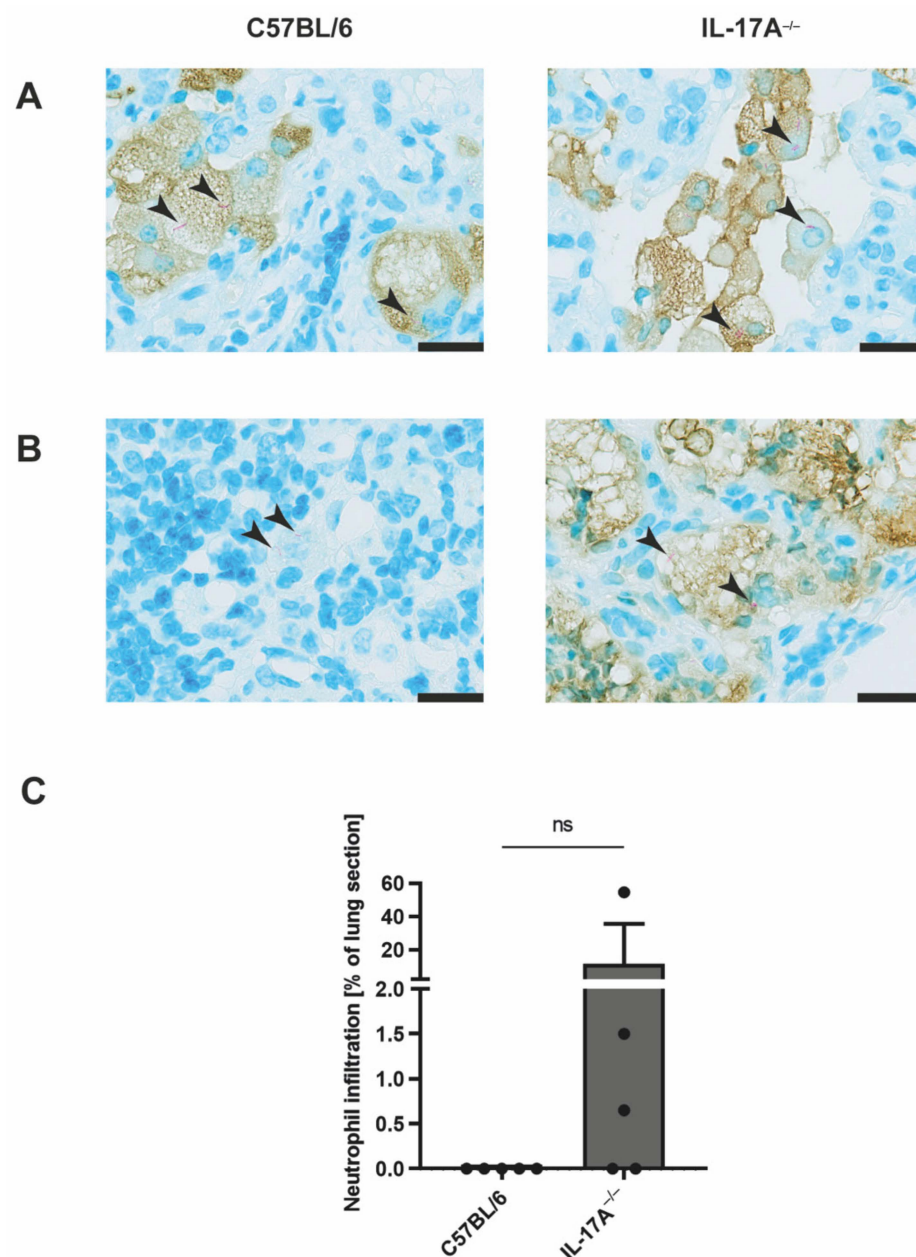 C57BL/6
IL-17A⁻/⁻
A
B
C
ns
Neutrophil infiltration [% of lung section]
60
40
20
2.0
1.5
1.0
0.5
0.0
C57BL/6
IL-17A⁻/⁻